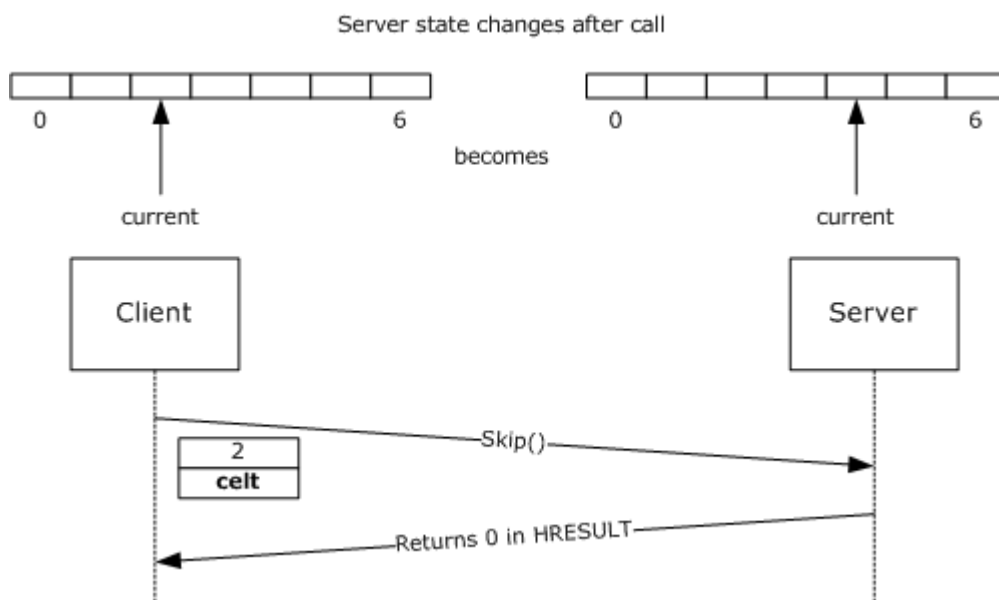 Server state changes after call
0 6 0 6
becomes
current current
Client Server
Skip()
2
celt
Returns 0 in HRESULT